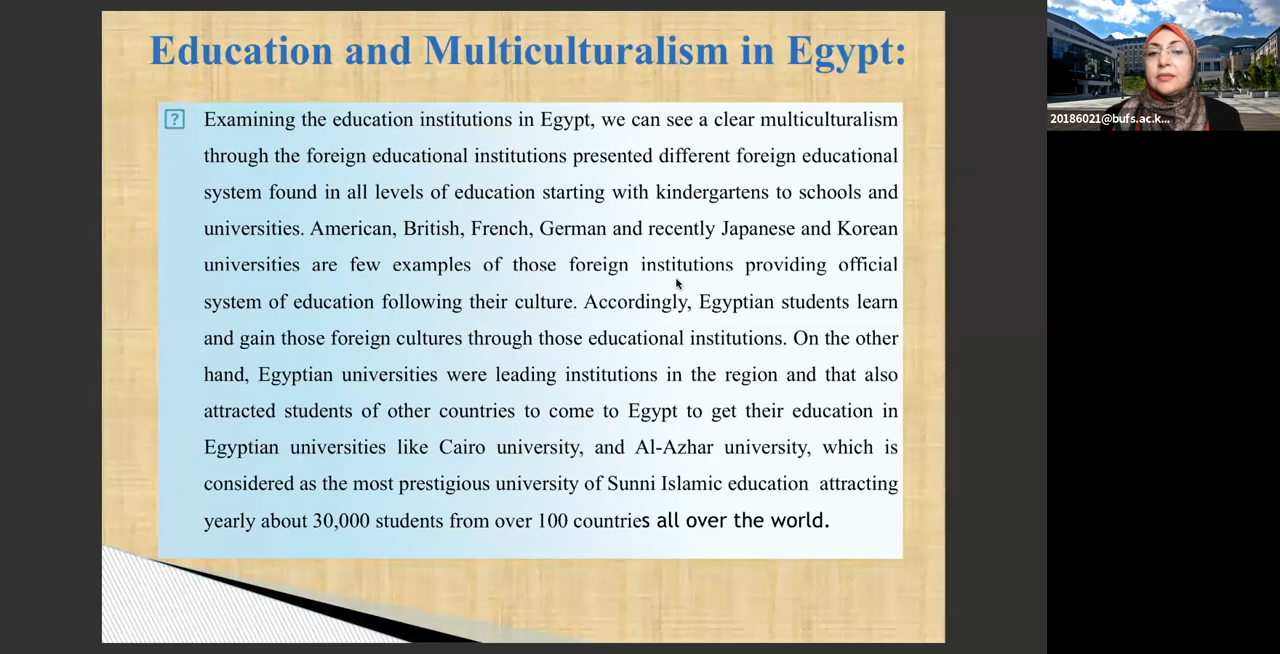 Education and Multiculturalism in Egypt:
Examining the education institutions in Egypt, we can see a clear multiculturalism
through the foreign educational institutions presented different foreign educational
system found in all levels of education starting with kindergartens to schools and
universities. American, British, French, German and recently Japanese and Korean
universities are few examples of those foreign institutions providing official
system of education following their culture. Accordingly, Egyptian students learn
and gain those foreign cultures through those educational institutions. On the other
hand, Egyptian universities were leading institutions in the region and that also
attracted students of other countries to come to Egypt to get their education in
Egyptian universities like Cairo university, and Al-Azhar university, which is
considered as the most prestigious university of Sunni Islamic education attracting
yearly about 30,000 students from over 100 countries all over the world.
20186021@bufs.ac.k...